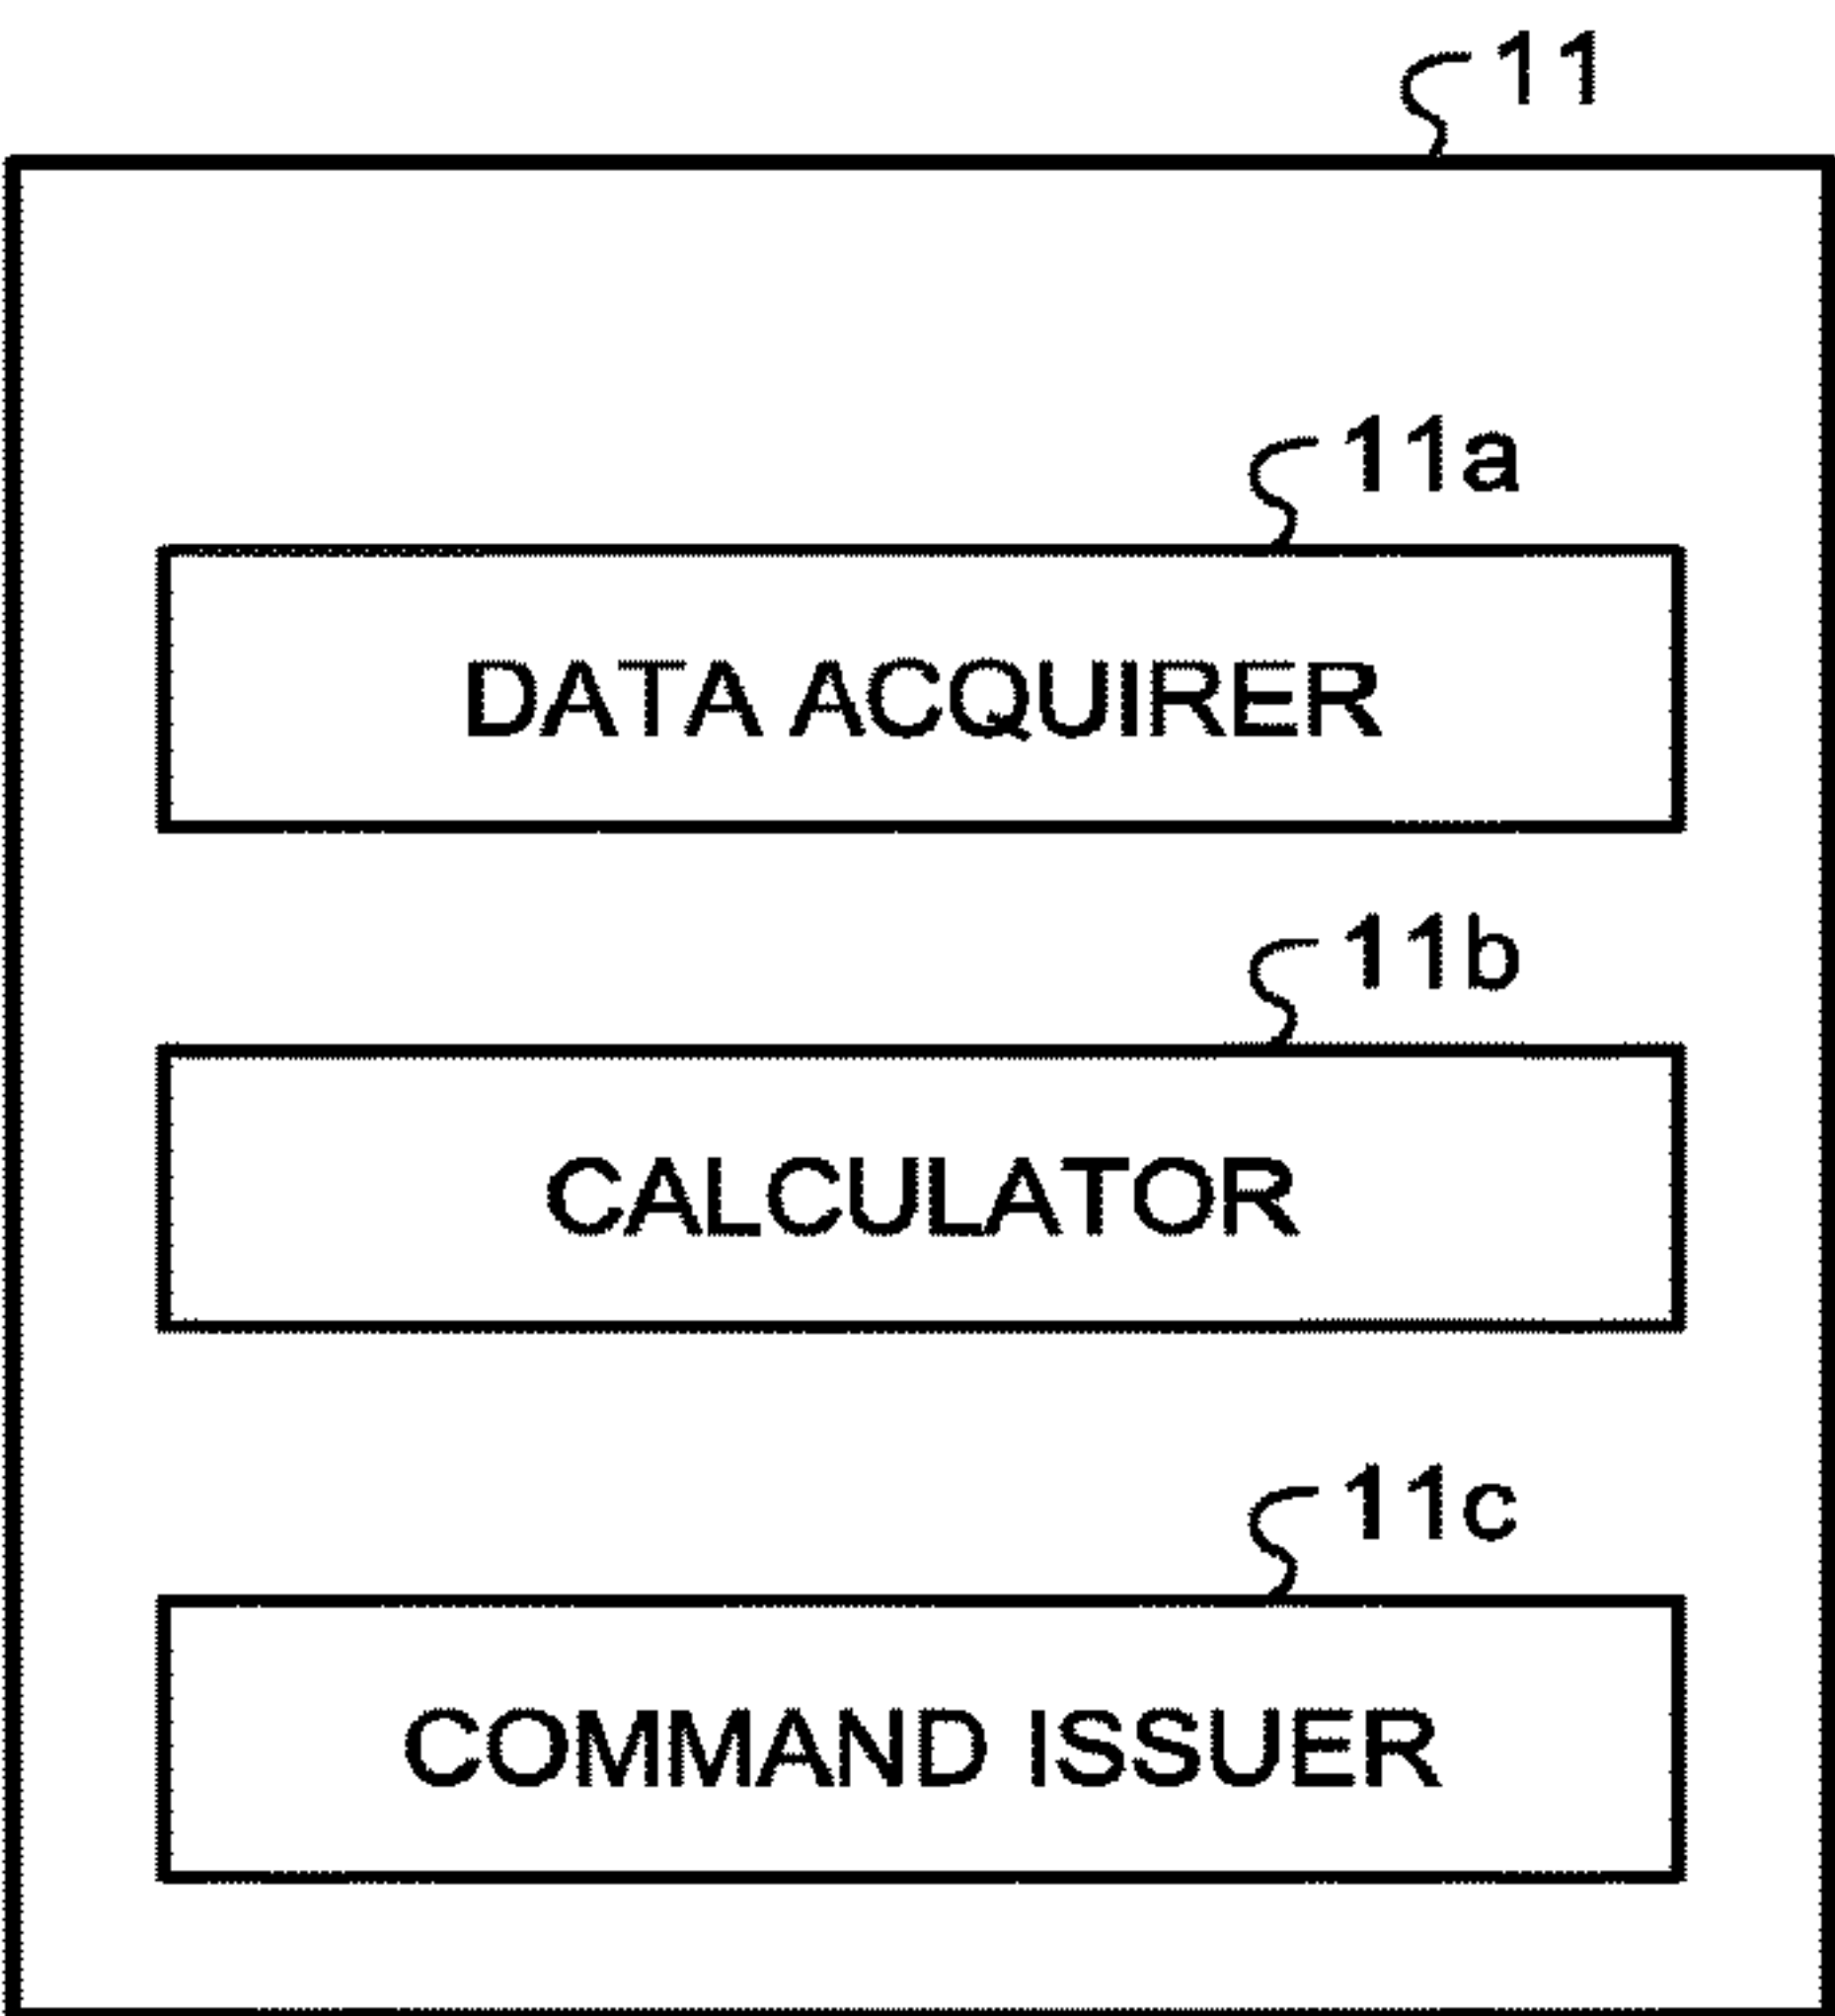 11
11a
DATA ACQUIRER
11b
CALCULATOR
11c
COMMAND ISSUER